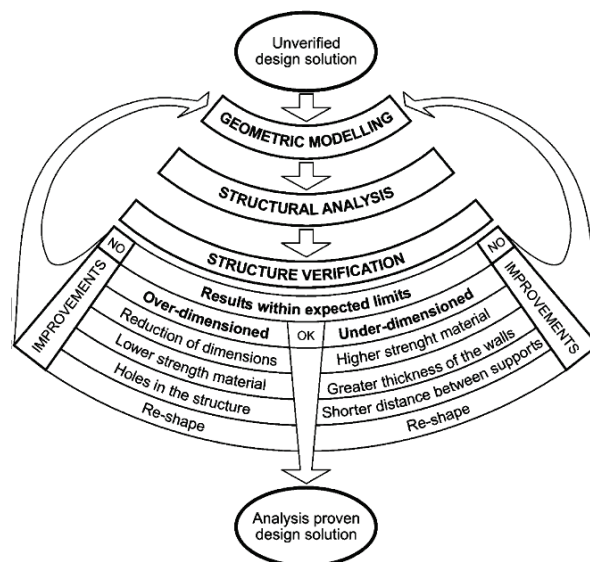 Unverified
design solution
GEOMETRIC MODELLING
STRUCTURAL ANALYSIS
STRUCTURE VERIFICATION
NO
NO
IMPROVEMENTS
IMPROVEMENTS
Results within expected limits
Over-dimensioned
OK
Under-dimensioned
Reduction of dimensions
Higher strenght material
Lower strength material
Greater thickness of the walls
Holes in the structure
Shorter distance between supports
Re-shape
Re-shape
Analysis proven
design solution